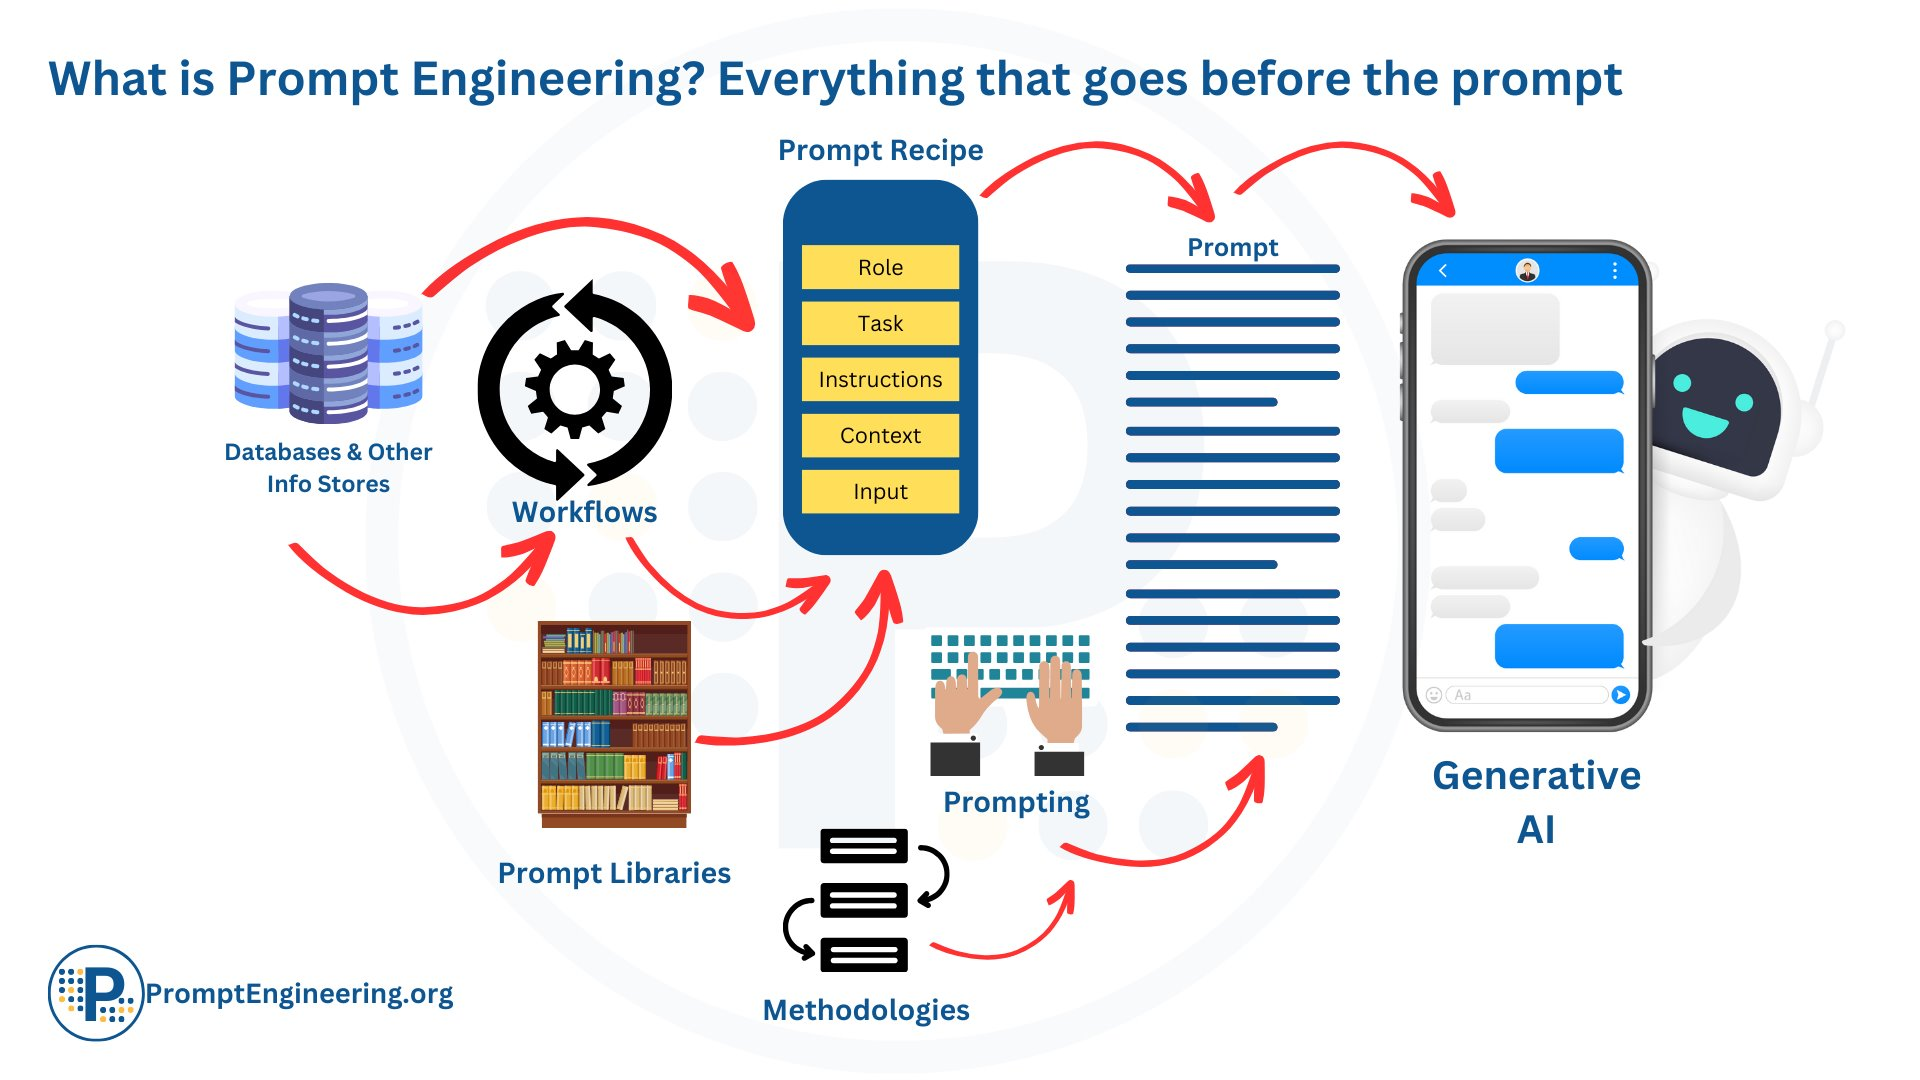 What is Prompt Engineering? Everything that goes before the prompt
Prompt Recipe
Role
Task
Instructions
Context
Input
Prompt
Databases & Other
Info Stores
Workflows
Prompt Libraries
Prompting
Methodologies
Aa
Generative
AI
P
PromptEngineering.org